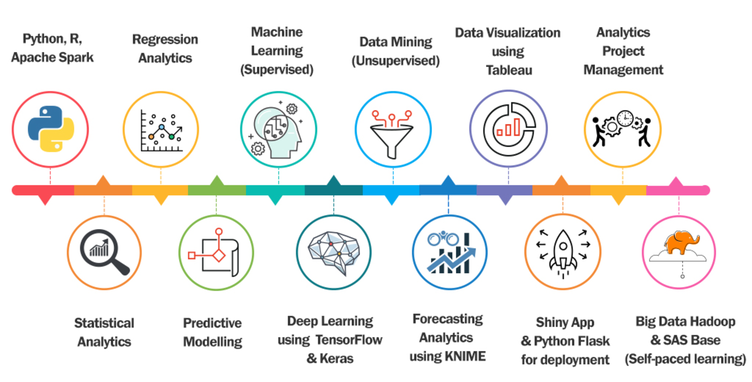 Python, R,
Apache Spark
Regression
Analytics
Machine
Learning
(Supervised)
Data Mining
(Unsupervised)
Data Visualization
using
Tableau
Analytics
Project
Management
Statistical
Analytics
Predictive
Modelling
Deep Learning
using TensorFlow
& Keras
Forecasting
Analytics
using KNIME
Shiny App
& Python Flask
for deployment
Big Data Hadoop
& SAS Base
(Self-paced learning)